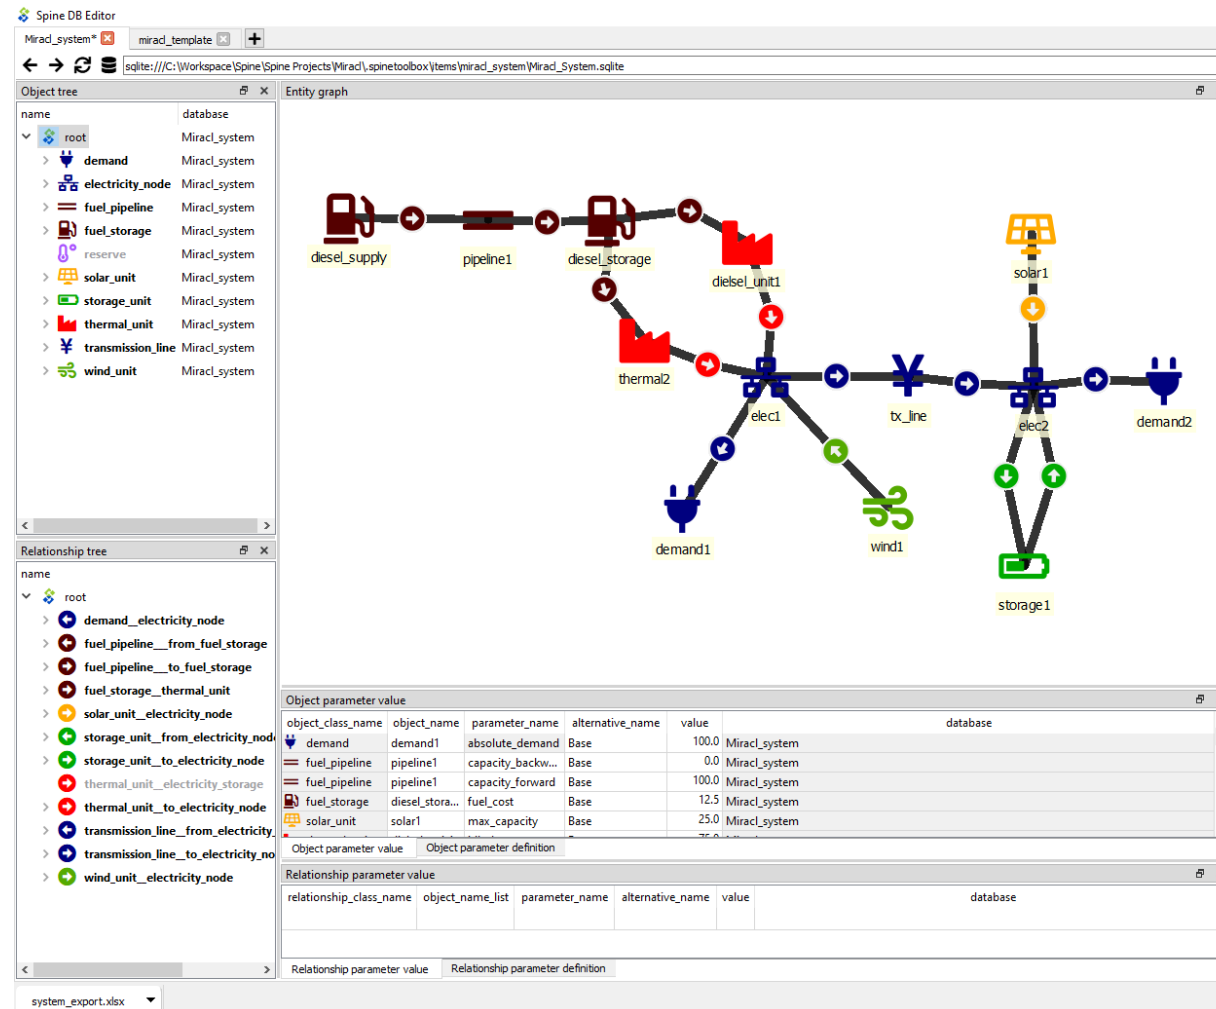 Spine DB Editor
Miracl_system*
miracl_template
sqlite:///C:\Workspace\Spine\Spine Projects\Miracl\.spinetoolbox\items\miracl_system\Miracl_System.sqlite
Object tree
name database
root Miracl_system
demand Miracl_system
electricity_node Miracl_system
fuel_pipeline Miracl_system
fuel_storage Miracl_system
reserve Miracl_system
solar_unit Miracl_system
storage_unit Miracl_system
thermal_unit Miracl_system
transmission_line Miracl_system
wind_unit Miracl_system
Relationship tree
name
root
demand__electricity_node
fuel_pipeline__from_fuel_storage
fuel_pipeline__to_fuel_storage
fuel_storage__thermal_unit
solar_unit__electricity_node
storage_unit__from_electricity_node
storage_unit__to_electricity_node
thermal_unit__electricity_storage
thermal_unit__to_electricity_node
transmission_line__from_electricity_
transmission_line__to_electricity_no
wind_unit__electricity_node
Entity graph
diesel_supply
pipeline1
diesel_storage
dielsel_unit1
solar1
thermal2
elec1
tx_line
elec2
demand2
demand1
wind1
storage1
Object parameter value
object_class_name object_name parameter_name alternative_name value database
demand demand1 absolute_demand Base 100.0 Miracl_system
fuel_pipeline pipeline1 capacity_backw... Base 0.0 Miracl_system
fuel_pipeline pipeline1 capacity_forward Base 100.0 Miracl_system
fuel_storage diesel_stora... fuel_cost Base 12.5 Miracl_system
solar_unit solar1 max_capacity Base 25.0 Miracl_system
Object parameter value Object parameter definition
Relationship parameter value
relationship_class_name object_name_list parameter_name alternative_name value database
Relationship parameter value Relationship parameter definition
system_export.xlsx